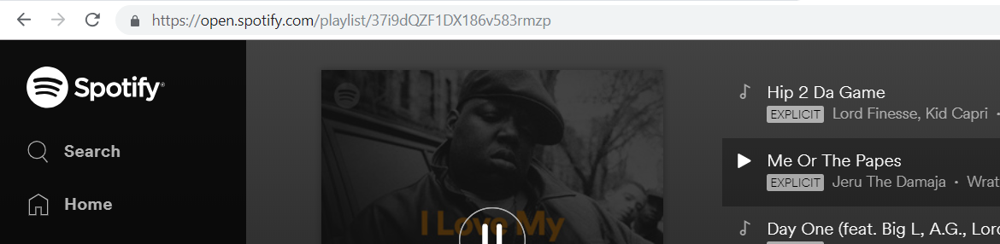 https://open.spotify.com/playlist/37i9dQZF1DX186v583rmzp
Spotify®
Search
Home
I Love My
Hip 2 Da Game
EXPLICIT Lord Finesse, Kid Capri •
Me Or The Papes
EXPLICIT Jeru The Damaja • Wrat
Day One (feat. Big L, A.G., Lord